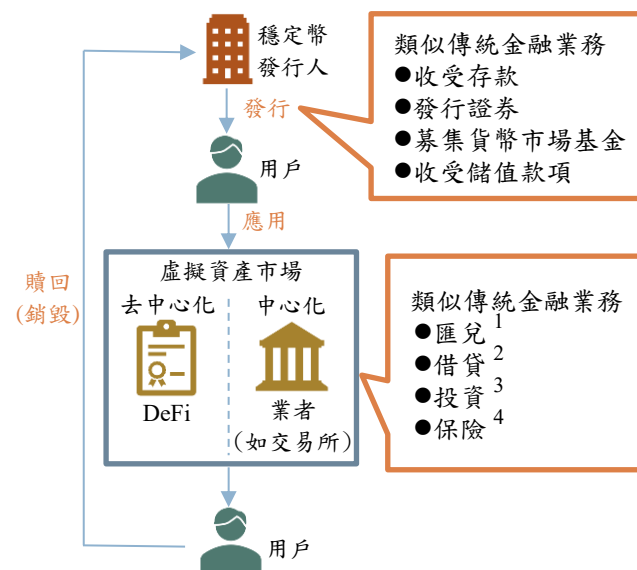 穩定幣
發行人
發行
用戶
應用
類似傳統金融業務
●收受存款
●發行證券
●募集貨幣市場基金
●收受儲值款項
贖回
(銷毀)
虛擬資產市場
去中心化
DeFi
中心化
業者
(如交易所)
類似傳統金融業務
●匯兌 1
●借貸 2
●投資 3
●保險 4
用戶